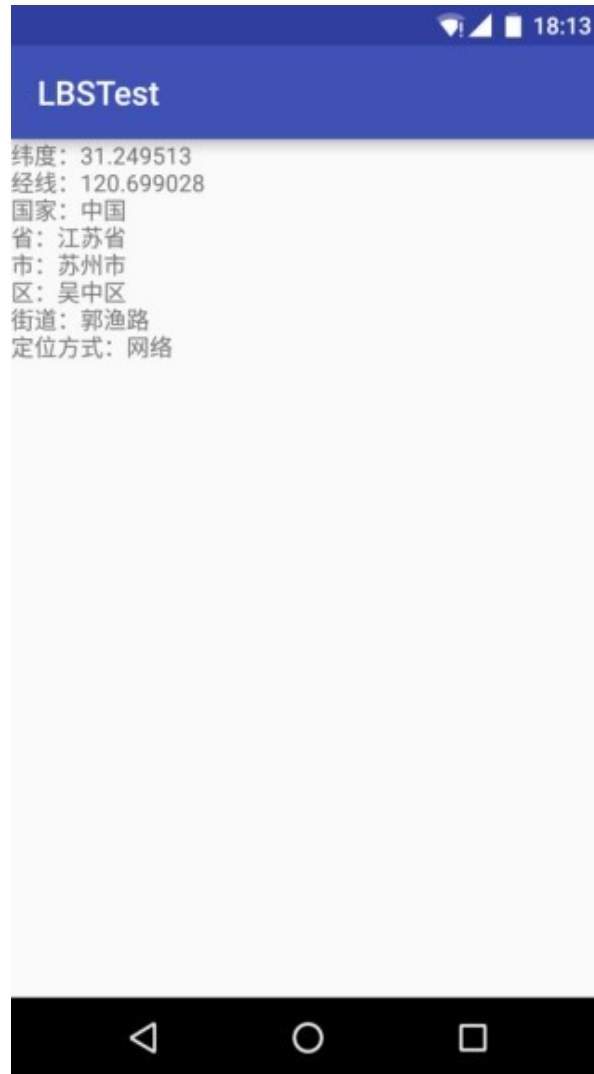 18:13
LBSTest
纬度：31.249513
经线：120.699028
国家：中国
省：江苏省
市：苏州市
区：吴中区
街道：郭渔路
定位方式：网络